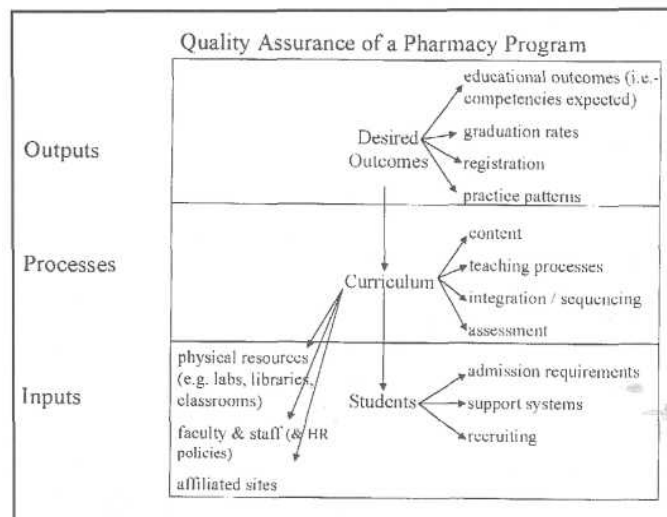 Quality Assurance of a Pharmacy Program
Outputs
Desired
Outcomes
educational outcomes (i.e.-
competencies expected)
graduation rates
registration
practice patterns
Processes
Curriculum
content
teaching processes
integration / sequencing
assessment
Inputs
physical resources
(e.g. labs, libraries,
classrooms)
faculty & staff (& HR
policies)
affiliated sites
Students
admission requirements
support systems
recruiting